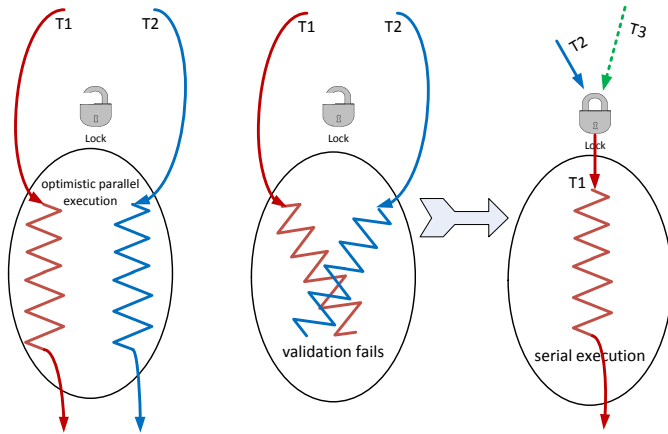 T1
T2
Lock
optimistic parallel
execution
T1
T2
Lock
validation fails
T2
T3
Lock
T1
serial execution